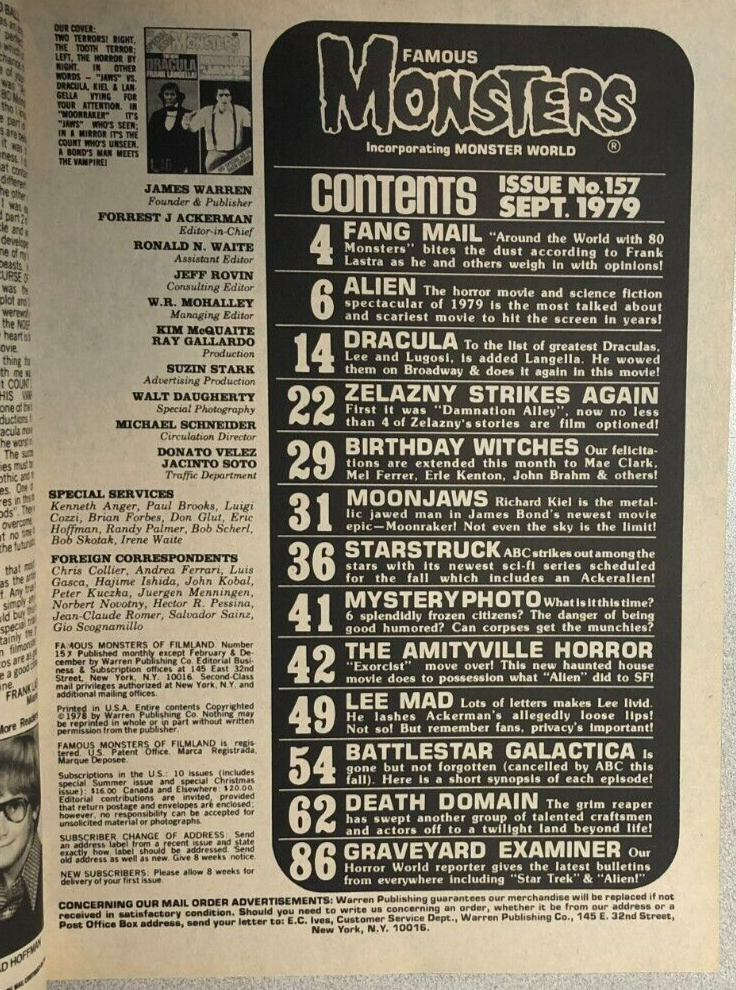 OUR COVER:
TWO TERRORS! RIGHT,
THE TOOTH TERROR;
LEFT, THE HORROR BY
NIGHT. IN OTHER
WORDS – "JAWS" VS.
DRACULA, KIEL & LAN-
GELLA VYING FOR
YOUR ATTENTION. IN
"MOONRAKER" IT'S
"JAWS" WHO'S SEEN;
IN A MIRROR IT'S THE
COUNT WHO'S UNSEEN.
A BOND'S MAN MEETS
THE VAMPIRE!
MONSTERS
DRACULA
FRANK LANGELLA
JAMES WARREN
Founder & Publisher
FORREST J ACKERMAN
Editor-in-Chief
RONALD N. WAITE
Assistant Editor
JEFF ROVIN
Consulting Editor
W.R. MOHALLEY
Managing Editor
KIM McQUAITE
RAY GALLARDO
Production
SUZIN STARK
Advertising Production
WALT DAUGHERTY
Special Photography
MICHAEL SCHNEIDER
Circulation Director
DONATO VELEZ
JACINTO SOTO
Traffic Department
SPECIAL SERVICES
Kenneth Anger, Paul Brooks, Luigi
Cozzi, Brian Forbes, Don Glut, Eric
Hoffman, Randy Palmer, Bob Scherl,
Bob Skotak, Irene Waite
FOREIGN CORRESPONDENTS
Chris Collier, Andrea Ferrari, Luis
Gasca, Hajime Ishida, John Kobal,
Peter Kuczka, Juergen Menningen,
Norbert Novotny, Hector R. Pessina,
Jean-Claude Romer, Salvador Sainz,
Gio Scognamillo
FAMOUS MONSTERS OF FILMLAND. Number
157 Published monthly except February & De-
cember by Warren Publishing Co. Editorial Busi-
ness & Subscription offices at 145 East 32nd
Street, New York, N.Y. 10016. Second-Class
mail privileges authorized at New York, N.Y. and
additional mailing offices.
Printed in U.S.A. Entire contents Copyrighted
©1978 by Warren Publishing Co. Nothing may
be reprinted in whole or in part without written
permission from the publisher.
FAMOUS MONSTERS OF FILMLAND is regis-
tered. U.S. Patent Office. Marca Registrada,
Marque Deposee.
Subscriptions in the U.S.: 10 issues (includes
special Summer issue and special Christmas
issue): $16.00. Canada and Elsewhere: $20.00.
Editorial contributions are invited, provided
that return postage and envelopes are enclosed;
however, no responsibility can be accepted for
unsolicited material or photographs.
SUBSCRIBER CHANGE OF ADDRESS: Send
an address label from a recent issue and state
exactly how label should be addressed. Send
old address as well as new. Give 8 weeks notice.
NEW SUBSCRIBERS: Please allow 8 weeks for
delivery of your first issue.
FAMOUS
MONSTERS
®
Incorporating MONSTER WORLD
CONTENTS ISSUE No.157
SEPT. 1979
4 FANG MAIL "Around the World with 80
Monsters" bites the dust according to Frank
Lastra as he and others weigh in with opinions!
6 ALIEN The horror movie and science fiction
spectacular of 1979 is the most talked about
and scariest movie to hit the screen in years!
14 DRACULA To the list of greatest Draculas,
Lee and Lugosi, is added Langella. He wowed
them on Broadway & does it again in this movie!
22 ZELAZNY STRIKES AGAIN
First it was "Damnation Alley", now no less
than 4 of Zelazny's stories are film optioned!
29 BIRTHDAY WITCHES Our felicita-
tions are extended this month to Mae Clark,
Mel Ferrer, Erle Kenton, John Brahm & others!
31 MOONJAWS Richard Kiel is the metal-
lic jawed man in James Bond's newest movie
epic—Moonraker! Not even the sky is the limit!
36 STARSTRUCK ABC strikes out among the
stars with its newest sci-fi series scheduled
for the fall which includes an Ackeralien!
41 MYSTERY PHOTO What is it this time?
6 splendidly frozen citizens? The danger of being
good humored? Can corpses get the munchies?
42 THE AMITYVILLE HORROR
"Exorcist" move over! This new haunted house
movie does to possession what "Alien" did to SF!
49 LEE MAD Lots of letters makes Lee livid.
He lashes Ackerman's allegedly loose lips!
Not so! But remember fans, privacy's important!
54 BATTLESTAR GALACTICA is
gone but not forgotten (cancelled by ABC this
fall). Here is a short synopsis of each episode!
62 DEATH DOMAIN The grim reaper
has swept another group of talented craftsmen
and actors off to a twilight land beyond life!
86 GRAVEYARD EXAMINER Our
Horror World reporter gives the latest bulletins
from everywhere including "Star Trek" & "Alien!"
CONCERNING OUR MAIL ORDER ADVERTISEMENTS: Warren Publishing guarantees our merchandise will be replaced if not
received in satisfactory condition. Should you need to write us concerning an order, whether it be from our address or a
Post Office Box address, send your letter to: E.C. Ives, Customer Service Dept., Warren Publishing Co., 145 E. 32nd Street,
New York, N.Y. 10016.